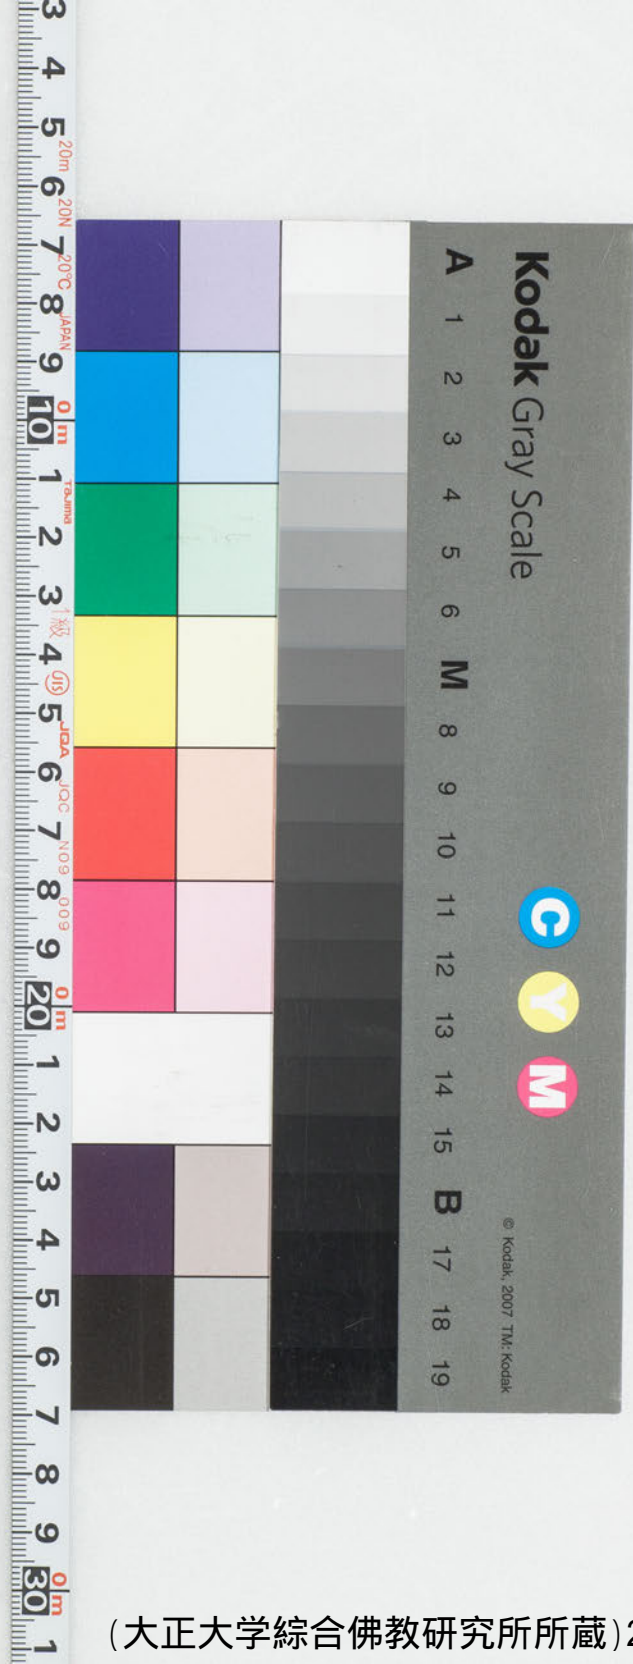 3 4 5 6 7 8 9 10 1 2 3 4 5 6 7 8 9 20 1 2 3 4 5 6 7 8 9 30 1
20m 20N 20℃ JAPAN 0m Tajima 1級 JIS JQA JQC N09 009 0m 0m
Kodak Gray Scale
C Y M
© Kodak, 2007 TM: Kodak
A 1 2 3 4 5 6 M 8 9 10 11 12 13 14 15 B 17 18 19
(大正大学綜合佛教研究所所蔵)2